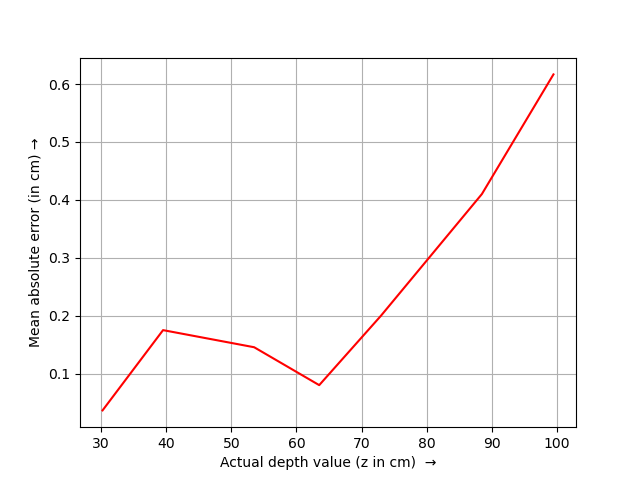 0.6
0.5
0.4
0.3
0.2
0.1
Mean absolute error (in cm) →
30 40 50 60 70 80 90 100
Actual depth value (z in cm) →